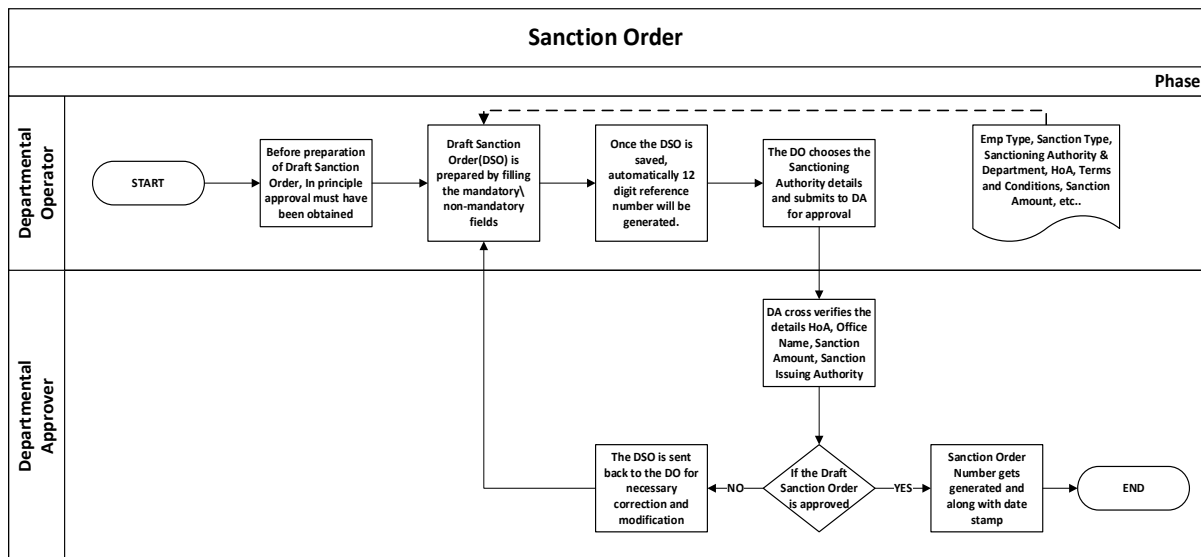 Sanction Order
Phase
Departmental
Operator
START
Before preparation
of Draft Sanction
Order, In principle
approval must have
been obtained
Draft Sanction
Order(DSO) is
prepared by filling
the mandatory\
non-mandatory
fields
Once the DSO is
saved,
automatically 12
digit reference
number will be
generated.
The DO chooses the
Sanctioning
Authority details
and submits to DA
for approval
Emp Type, Sanction Type,
Sanctioning Authority &
Department, HoA, Terms
and Conditions, Sanction
Amount, etc..
Departmental
Approver
DA cross verifies the
details HoA, Office
Name, Sanction
Amount, Sanction
Issuing Authority
The DSO is sent
back to the DO for
necessary
correction and
modification
NO
If the Draft
Sanction Order
is approved
YES
Sanction Order
Number gets
generated and
along with date
stamp
END